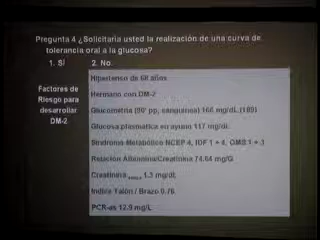 Pregunta 4 ¿Solicitaría usted la realización de una curva de
tolerancia oral a la glucosa?
1. SÍ 2. No
Factores de
Riesgo para
desarrollar
DM-2
Hipertenso de 68 años
Hermano con DM-2
Glucometría (90' pp, sanguínea) 166 mg/dL (189)
Glucosa plasmática en ayuno 117 mg/dl
Síndrome Metabólico NCEP 4, IDF 1 + 4, OMS 1 + 3
Relación Albúmina/Creatinina 74.64 mg/G
Creatinina 1.3 mg/dL
Indice Talón / Brazo 0.76
PCR-as 12.9 mg/L